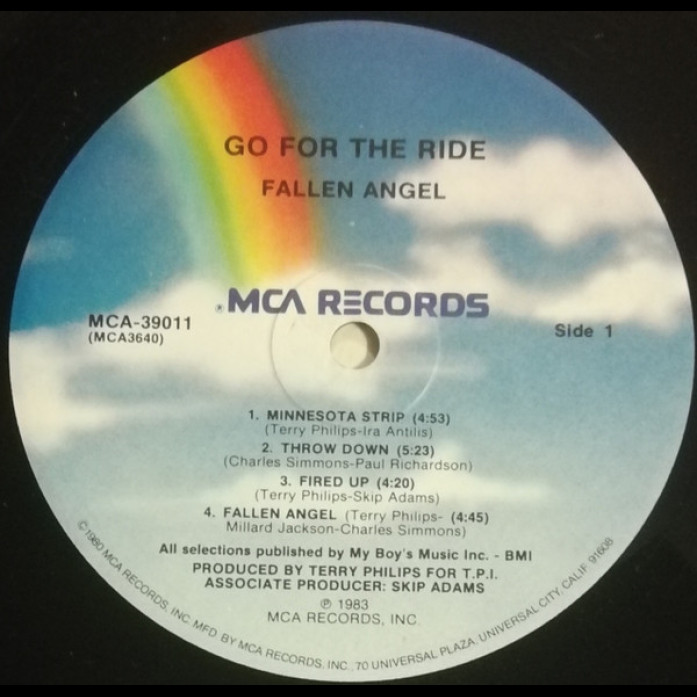 GO FOR THE RIDE
FALLEN ANGEL
MCA RECORDS
MCA-39011
(MCA3640)
Side 1
1. MINNESOTA STRIP (4:53)
(Terry Philips-Ira Antilis)
2. THROW DOWN (5:23)
(Charles Simmons-Paul Richardson)
3. FIRED UP (4:20)
(Terry Philips-Skip Adams)
4. FALLEN ANGEL (Terry Philips- (4:45)
Millard Jackson-Charles Simmons)
All selections published by My Boy's Music Inc. - BMI
PRODUCED BY TERRY PHILIPS FOR T.P.I.
ASSOCIATE PRODUCER: SKIP ADAMS
℗ 1983
MCA RECORDS, INC.
©1980 MCA RECORDS, INC. MFD. BY MCA RECORDS, INC., 70 UNIVERSAL PLAZA, UNIVERSAL CITY, CALIF. 91608